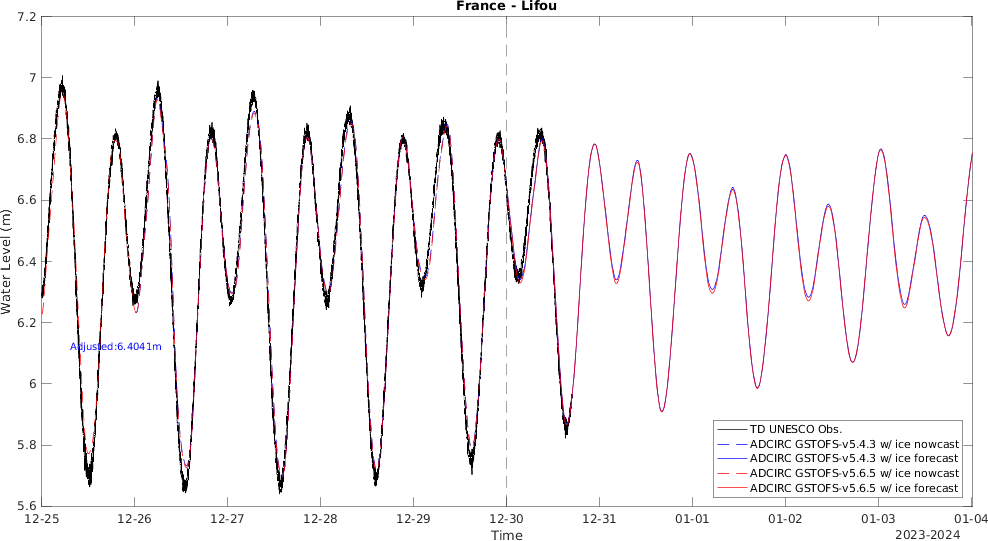 France - Lifou
7.2
7
6.8
6.6
6.4
6.2
6
5.8
5.6
Water Level (m)
Adjusted:6.4041m
TD UNESCO Obs.
ADCIRC GSTOFS-v5.4.3 w/ ice nowcast
ADCIRC GSTOFS-v5.4.3 w/ ice forecast
ADCIRC GSTOFS-v5.6.5 w/ ice nowcast
ADCIRC GSTOFS-v5.6.5 w/ ice forecast
12-25 12-26 12-27 12-28 12-29 12-30 12-31 01-01 01-02 01-03 01-04
Time
2023-2024